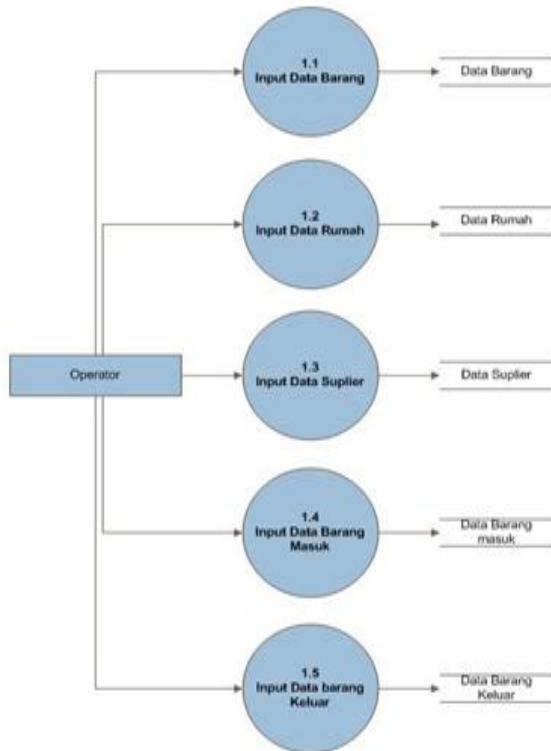 1.1
Input Data Barang
Data Barang
1.2
Input Data Rumah
Data Rumah
Operator
1.3
Input Data Suplier
Data Suplier
1.4
Input Data Barang
Masuk
Data Barang
masuk
1.5
Input Data barang
Keluar
Data Barang
Keluar